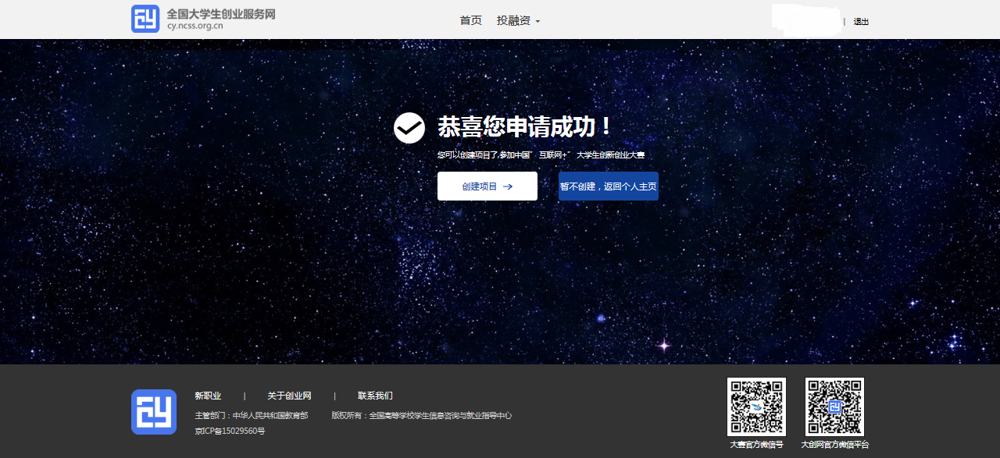 全国大学生创业服务网
cy.ncss.org.cn
首页 投融资
| 退出
恭喜您申请成功！
您可以创建项目了,参加中国”互联网+”大学生创新创业大赛
创建项目 →
暂不创建，返回个人主页
新职业 | 关于创业网 | 联系我们
主管部门：中华人民共和国教育部 版权所有：全国高等学校学生信息咨询与就业指导中心
京ICP备15029560号
大赛官方微信号
大创网官方微信平台